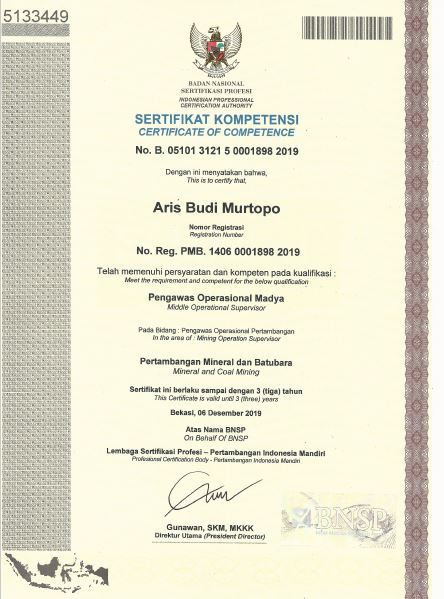 5133449
BADAN NASIONAL
SERTIFIKASI PROFESI
INDONESIAN PROFESSIONAL
CERTIFICATION AUTHORITY
SERTIFIKAT KOMPETENSI
CERTIFICATE OF COMPETENCE
No. B. 05101 3121 5 0001898 2019
Dengan ini menyatakan bahwa,
This is to certify that,
Aris Budi Murtopo
Nomor Registrasi
Registration Number
No. Reg. PMB. 1406 0001898 2019
Telah memenuhi persyaratan dan kompeten pada kualifikasi :
Meet the requirement and competent for the below qualification
Pengawas Operasional Madya
Middle Operational Supervisor
Pada Bidang : Pengawas Operasional Pertambangan
In the area of : Mining Operation Supervisor
Pertambangan Mineral dan Batubara
Mineral and Coal Mining
Sertifikat ini berlaku sampai dengan 3 (tiga) tahun
This Certificate is valid until 3 (three) years
Bekasi, 06 Desember 2019
Atas Nama BNSP
On Behalf Of BNSP
Lembaga Sertifikasi Profesi – Pertambangan Indonesia Mandiri
Profesional Certification Body - Pertambangan Indonesia Mandiri
BNSP
Gunawan, SKM, MKKK
Direktur Utama (President Director)